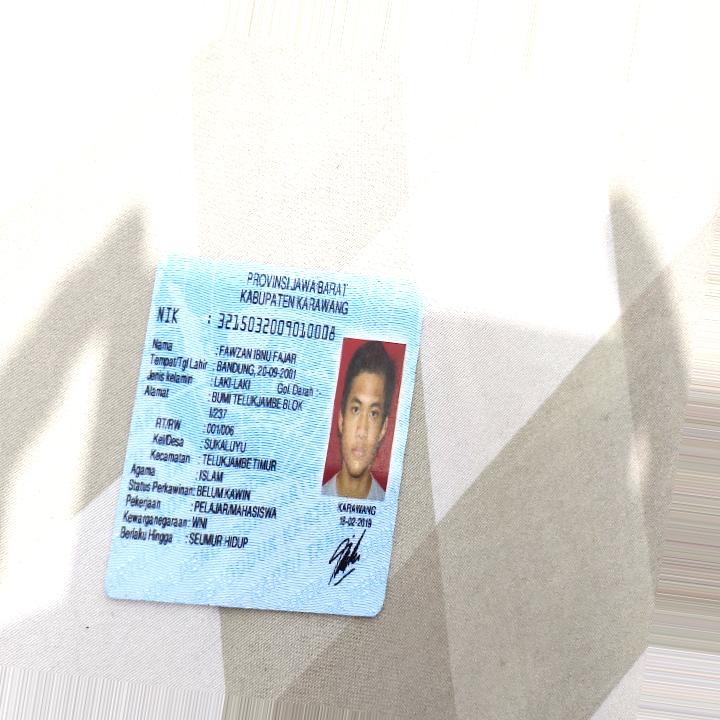 PROVINSI JAWA BARAT
KABUPATEN KARAWANG
NIK : 3215032009010008
Nama : FAWZAN IBNU FAJAR
Tempat/Tgl Lahir : BANDUNG, 20-09-2001
Jenis kelamin : LAKI-LAKI Gol. Darah :-
Alamat : BUMI TELUKJAMBE BLOK
I/237
RT/RW : 001/006
Kel/Desa : SUKALUYU
Kecamatan : TELUKJAMBE TIMUR
Agama : ISLAM
Status Perkawinan: BELUM KAWIN
Pekerjaan : PELAJAR/MAHASISWA
Kewarganegaraan: WNI
Berlaku Hingga : SEUMUR HIDUP
KARAWANG
18-02-2019